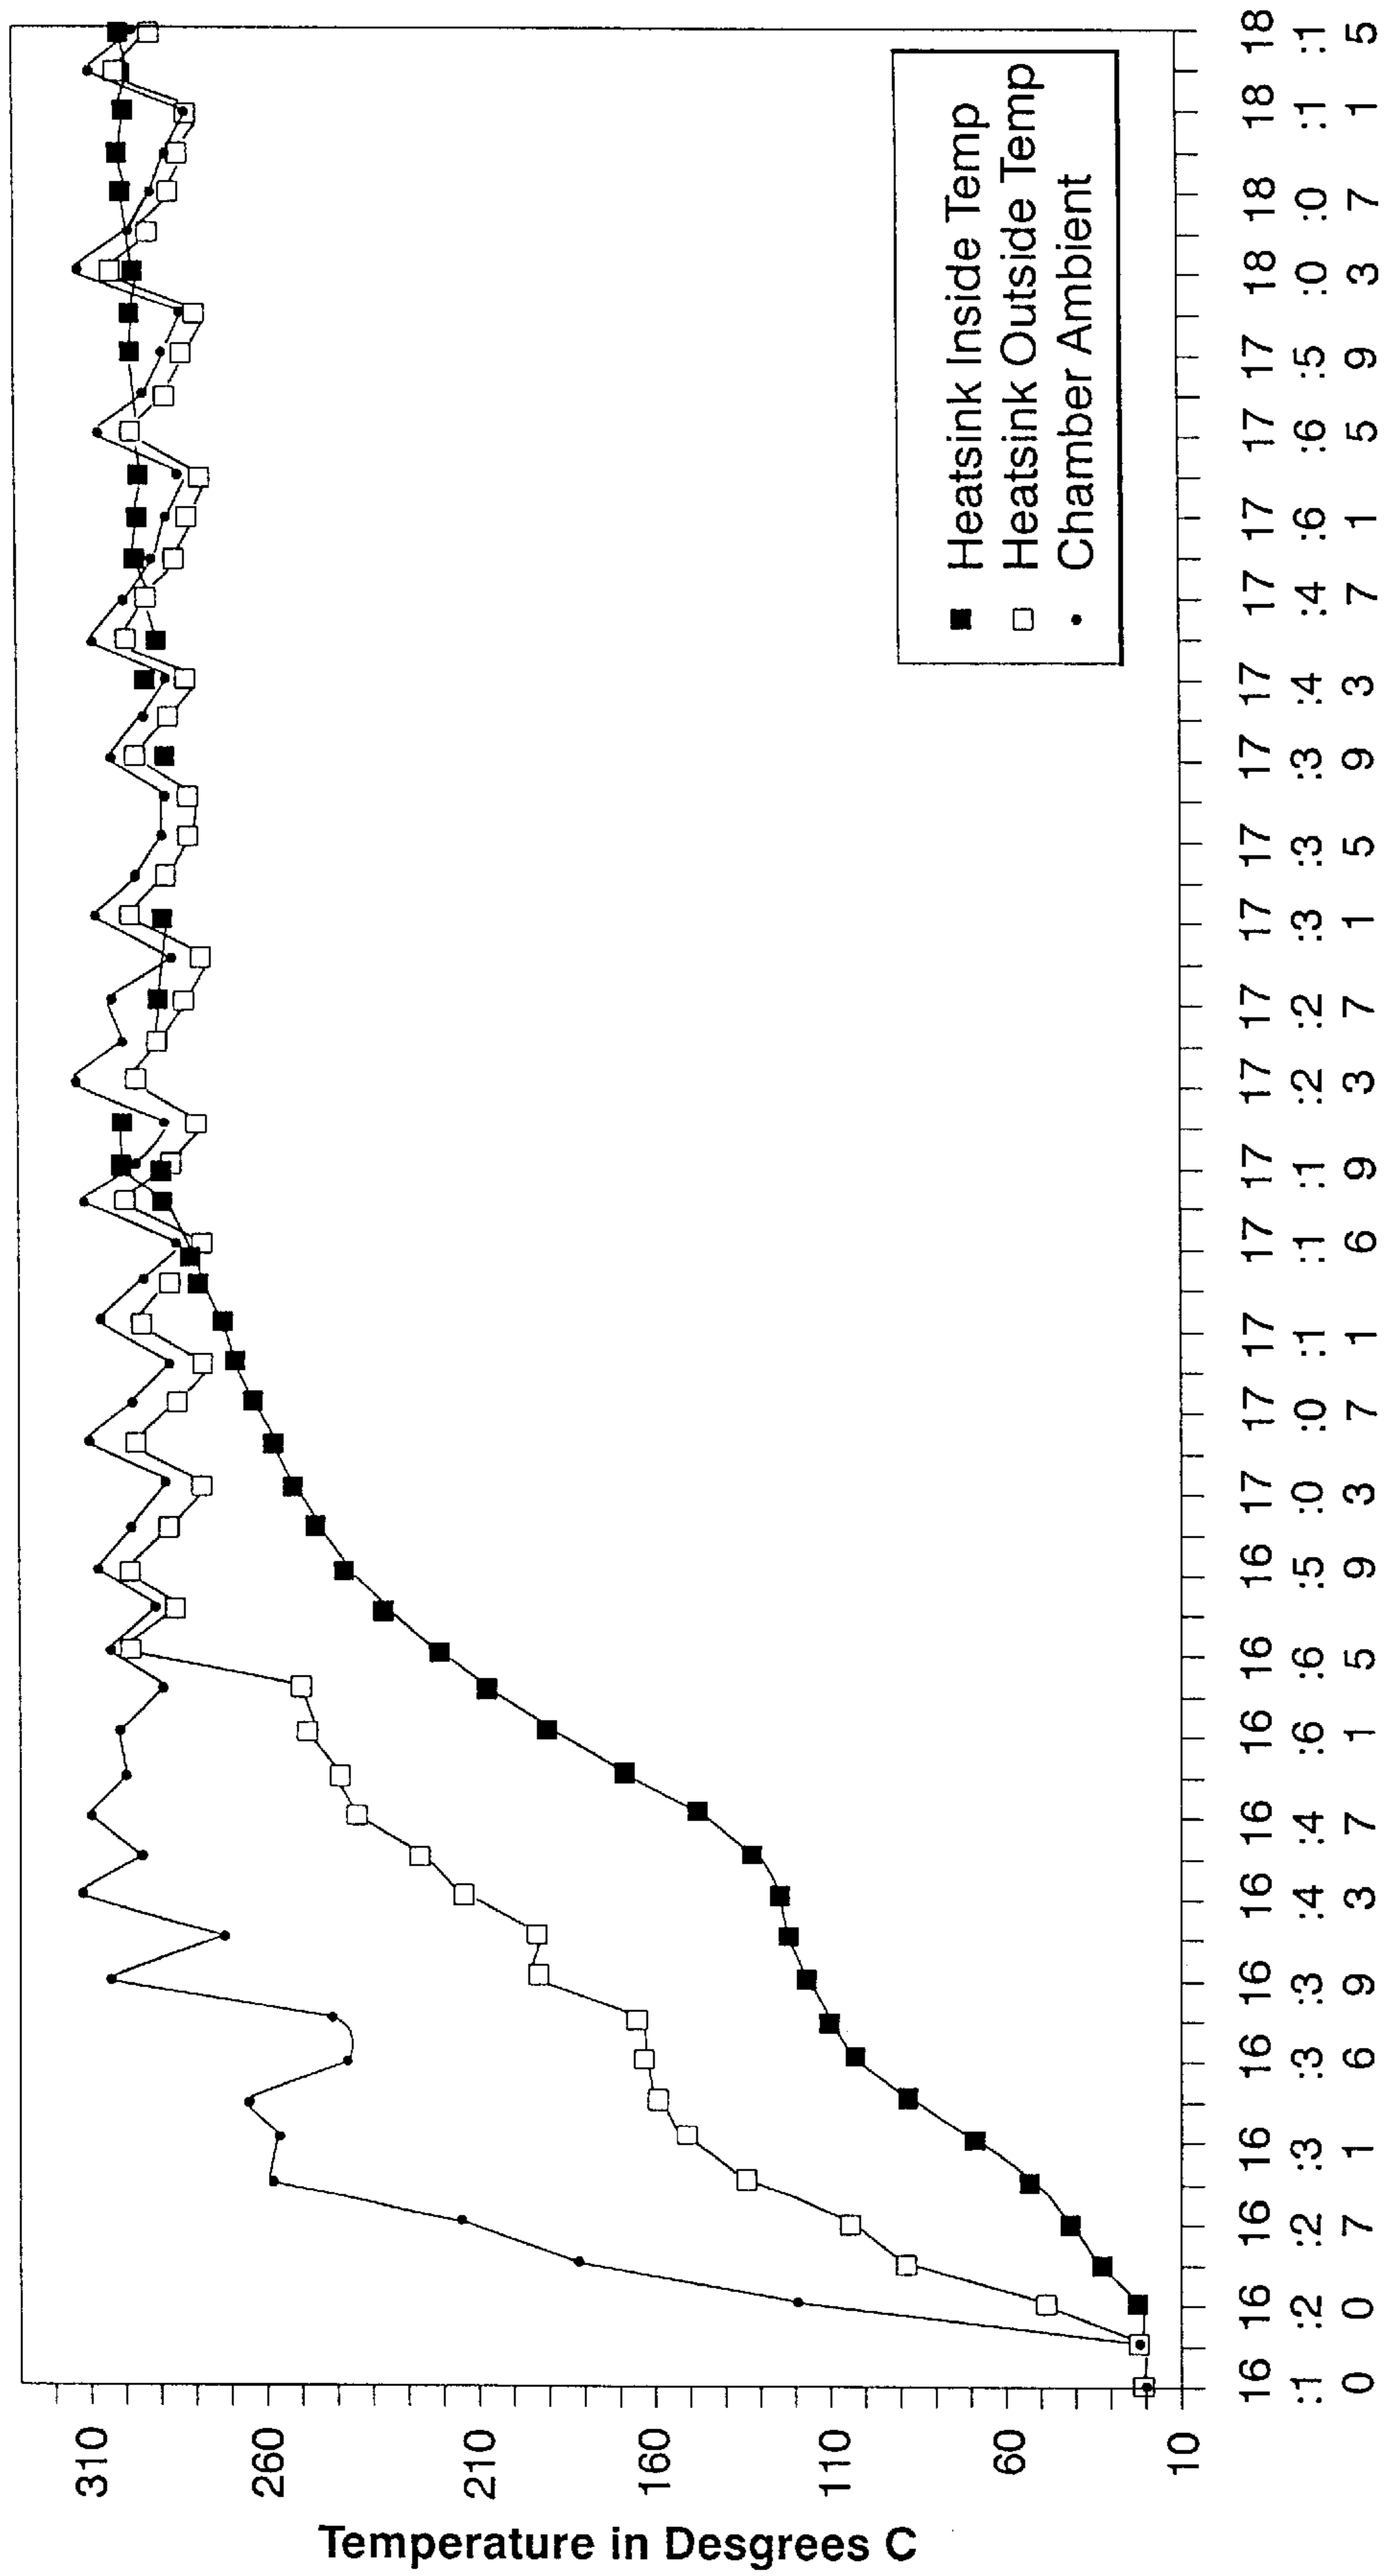 Temperature in Desgrees C
310
260
210
160
110
60
10
Heatsink Inside Temp
Heatsink Outside Temp
Chamber Ambient
16 16 16 16 16 16 16 16 16 16 16 17 17 17 17 17 17 17 17 17 17 17 17 17 17 17 18 18 18 18
:1 :2 :2 :3 :3 :3 :4 :4 :6 :6 :5 :0 :0 :1 :1 :1 :2 :2 :3 :3 :3 :4 :4 :6 :6 :5 :0 :0 :1 :1
0 0 7 1 6 9 3 7 1 5 9 3 7 1 6 9 3 7 1 5 9 3 7 1 5 9 3 7 1 5